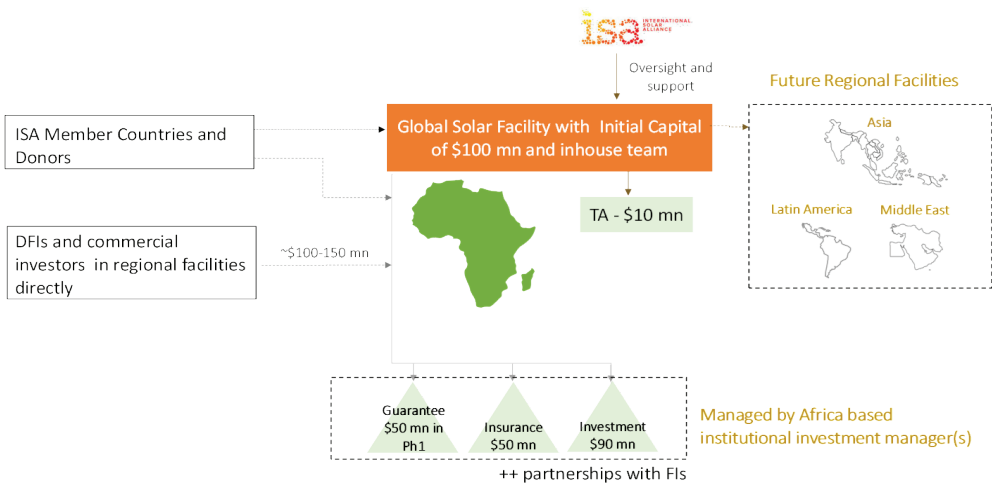 isa INTERNATIONAL
SOLAR
ALLIANCE
Oversight and
support
Future Regional Facilities
ISA Member Countries and
Donors
Global Solar Facility with Initial Capital
of $100 mn and inhouse team
Asia
TA - $10 mn
Latin America
Middle East
DFIs and commercial
investors in regional facilities
directly
~$100-150 mn
Guarantee
$50 mn in
Ph1
Insurance
$50 mn
Investment
$90 mn
Managed by Africa based
institutional investment manager(s)
++ partnerships with FIs